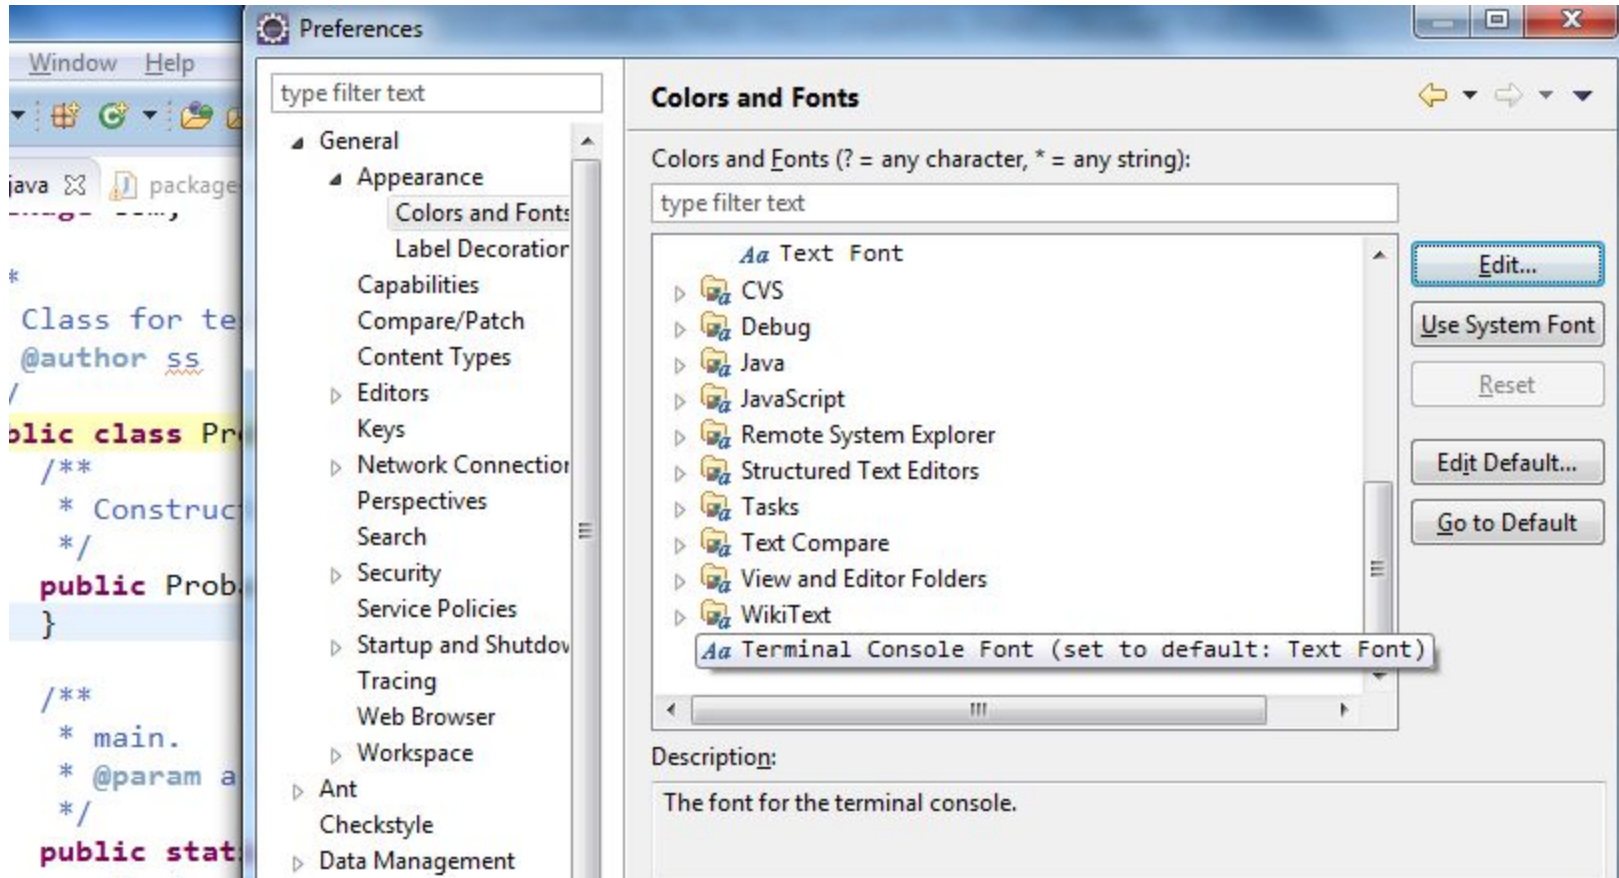 Preferences
Window Help
type filter text
Colors and Fonts
General
Colors and Fonts (? = any character, * = any string):
java
package
Appearance
type filter text
Colors and Fonts
Label Decoration
Aa Text Font
Edit...
*
Capabilities
CVS
Class for te
Compare/Patch
Debug
Use System Font
@author ss
Content Types
Java
/
Editors
JavaScript
Reset
blic class Pr
Keys
Remote System Explorer
/**
Network Connection
Structured Text Editors
Edit Default...
* Construc
Perspectives
Tasks
Go to Default
*/
Search
Text Compare
public Prob
Security
View and Editor Folders
}
Service Policies
WikiText
Startup and Shutdow
Aa Terminal Console Font (set to default: Text Font)
/**
Tracing
* main.
Web Browser
* @param a
Workspace
Description:
*/
Ant
The font for the terminal console.
Checkstyle
public stat
Data Management